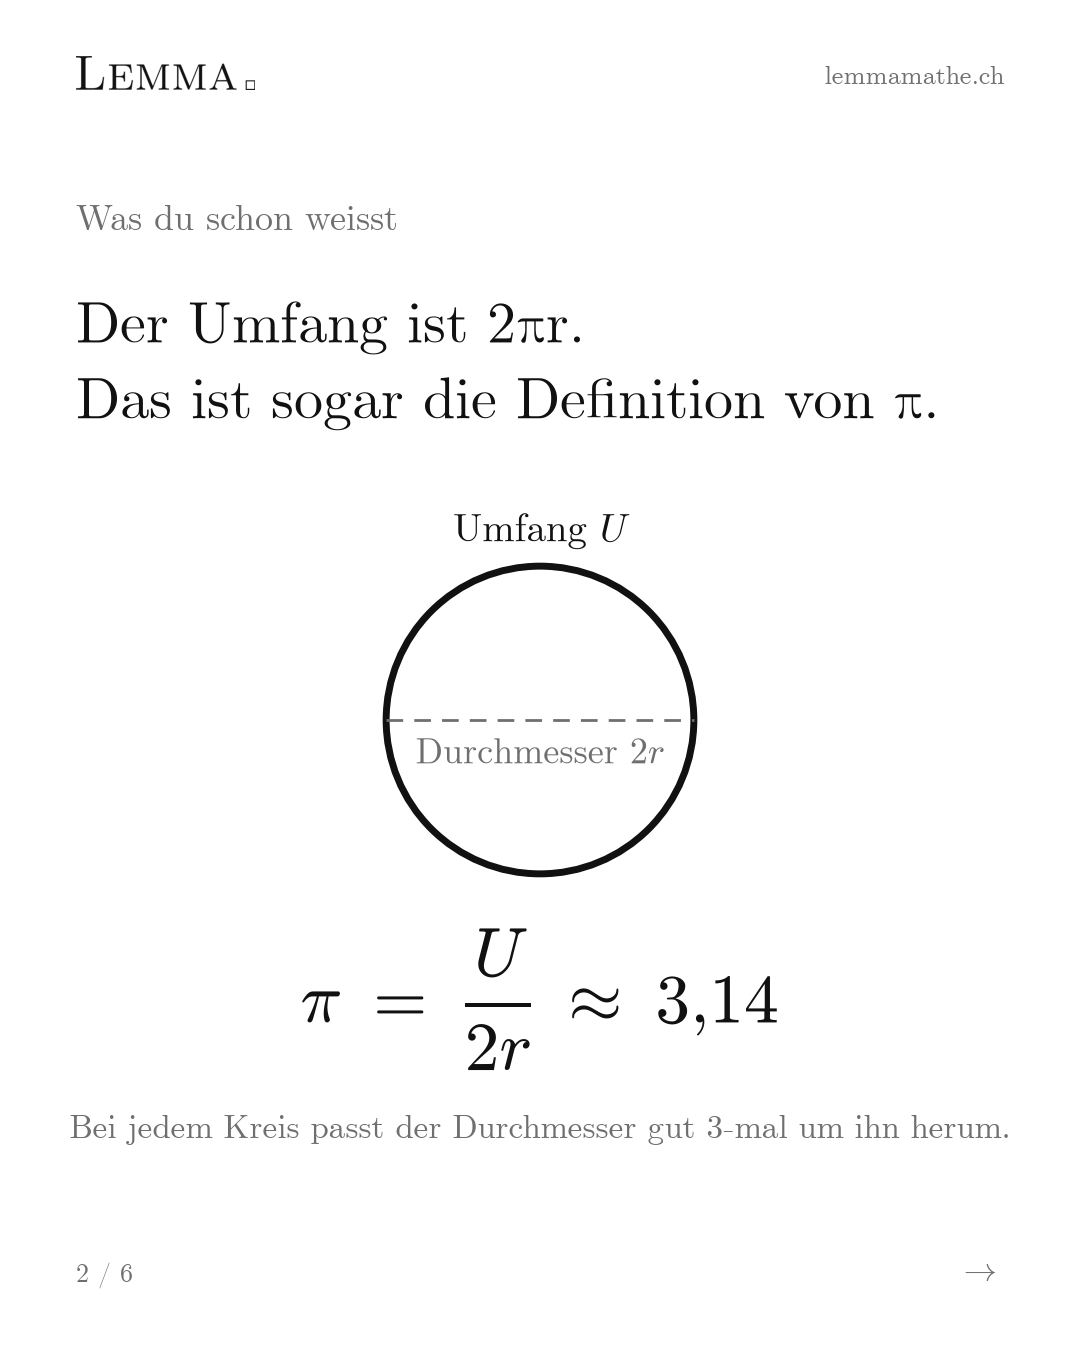 LEMMA.□
lemmamathe.ch
Was du schon weisst
Der Umfang ist 2πr.
Das ist sogar die Definition von π.
Umfang U
Durchmesser 2r
π = U/2r ≈ 3,14
Bei jedem Kreis passt der Durchmesser gut 3-mal um ihn herum.
2 / 6
→